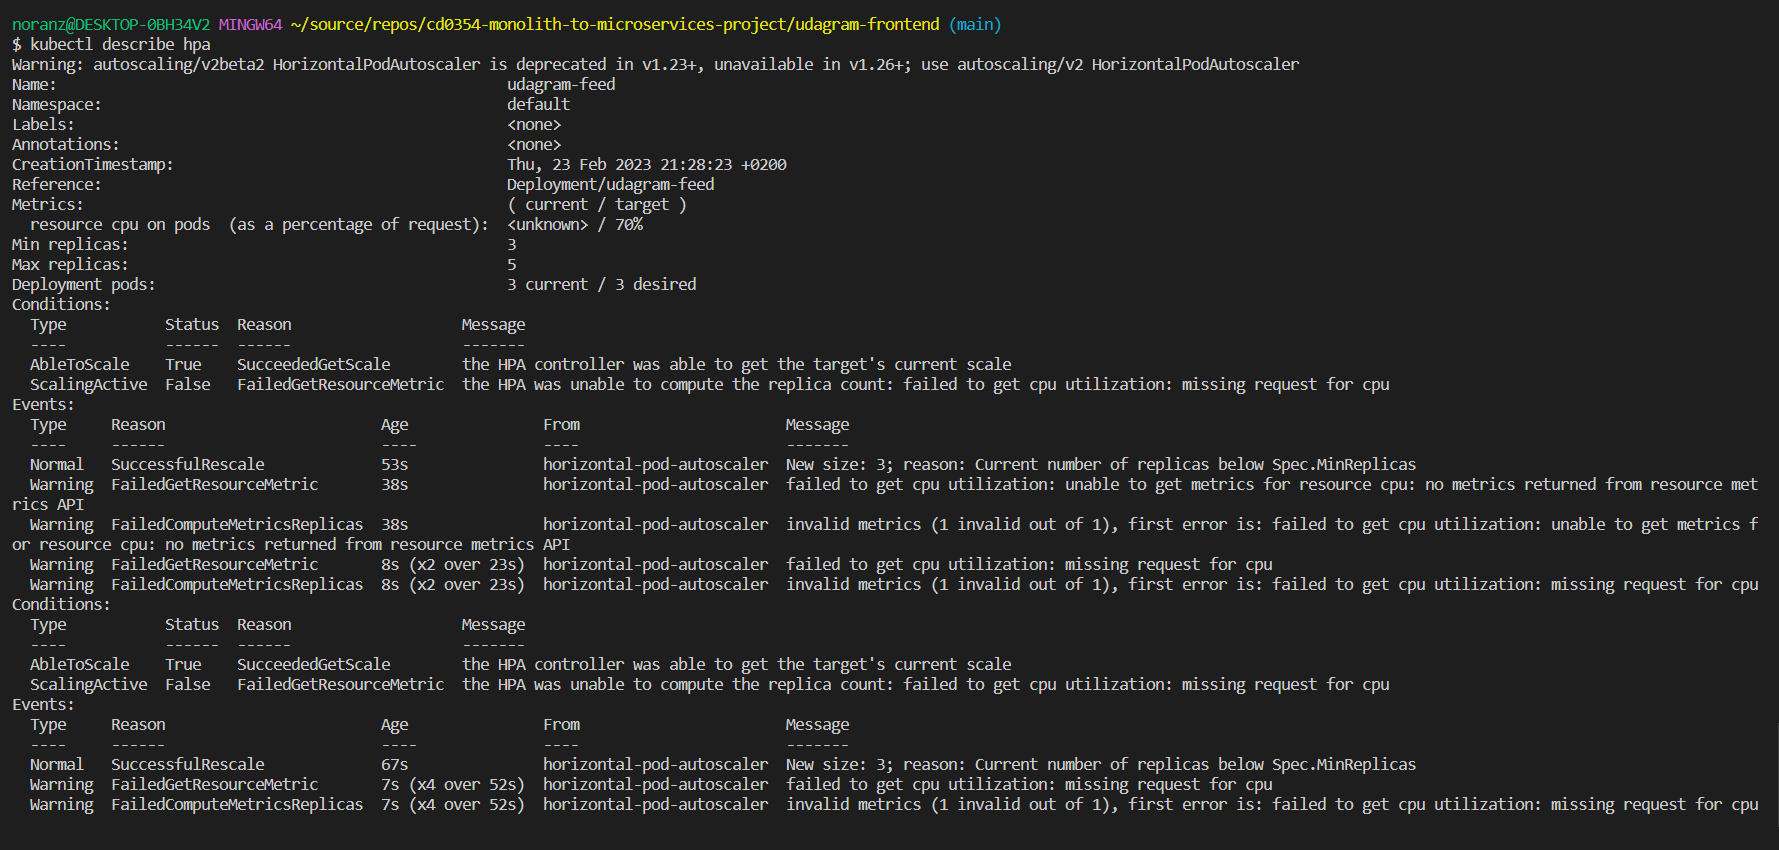 noranz@DESKTOP-0BH34V2 MINGW64 ~/source/repos/cd0354-monolith-to-microservices-project/udagram-frontend (main)
$ kubectl describe hpa
Warning: autoscaling/v2beta2 HorizontalPodAutoscaler is deprecated in v1.23+, unavailable in v1.26+; use autoscaling/v2 HorizontalPodAutoscaler
Name:                                                  udagram-feed
Namespace:                                             default
Labels:                                                <none>
Annotations:                                           <none>
CreationTimestamp:                                     Thu, 23 Feb 2023 21:28:23 +0200
Reference:                                             Deployment/udagram-feed
Metrics:                                               ( current / target )
  resource cpu on pods  (as a percentage of request):  <unknown> / 70%
Min replicas:                                          3
Max replicas:                                          5
Deployment pods:                                       3 current / 3 desired
Conditions:
  Type           Status  Reason                   Message
  ----           ------  ------                   -------
  AbleToScale    True    SucceededGetScale        the HPA controller was able to get the target's current scale
  ScalingActive  False   FailedGetResourceMetric  the HPA was unable to compute the replica count: failed to get cpu utilization: missing request for cpu
Events:
  Type     Reason                        Age               From                       Message
  ----     ------                        ----              ----                       -------
  Normal   SuccessfulRescale             53s               horizontal-pod-autoscaler  New size: 3; reason: Current number of replicas below Spec.MinReplicas
  Warning  FailedGetResourceMetric       38s               horizontal-pod-autoscaler  failed to get cpu utilization: unable to get metrics for resource cpu: no metrics returned from resource met
rics API
  Warning  FailedComputeMetricsReplicas  38s               horizontal-pod-autoscaler  invalid metrics (1 invalid out of 1), first error is: failed to get cpu utilization: unable to get metrics f
or resource cpu: no metrics returned from resource metrics API
  Warning  FailedGetResourceMetric       8s (x2 over 23s)  horizontal-pod-autoscaler  failed to get cpu utilization: missing request for cpu
  Warning  FailedComputeMetricsReplicas  8s (x2 over 23s)  horizontal-pod-autoscaler  invalid metrics (1 invalid out of 1), first error is: failed to get cpu utilization: missing request for cpu
Conditions:
  Type           Status  Reason                   Message
  ----           ------  ------                   -------
  AbleToScale    True    SucceededGetScale        the HPA controller was able to get the target's current scale
  ScalingActive  False   FailedGetResourceMetric  the HPA was unable to compute the replica count: failed to get cpu utilization: missing request for cpu
Events:
  Type     Reason                        Age               From                       Message
  ----     ------                        ----              ----                       -------
  Normal   SuccessfulRescale             67s               horizontal-pod-autoscaler  New size: 3; reason: Current number of replicas below Spec.MinReplicas
  Warning  FailedGetResourceMetric       7s (x4 over 52s)  horizontal-pod-autoscaler  failed to get cpu utilization: missing request for cpu
  Warning  FailedComputeMetricsReplicas  7s (x4 over 52s)  horizontal-pod-autoscaler  invalid metrics (1 invalid out of 1), first error is: failed to get cpu utilization: missing request for cpu